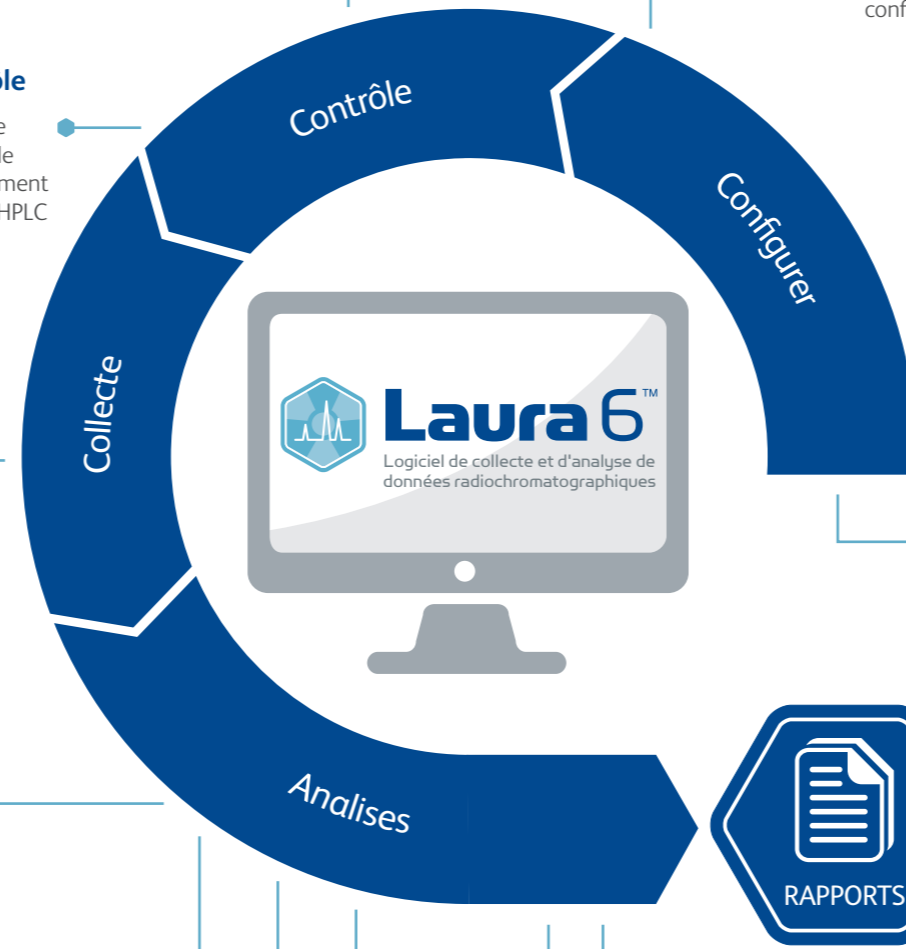 conf
ole
e
le
ment
HPLC
Contrôle
Configurer
Collecte
Laura 6™
Logiciel de collecte et d'analyse de
données radiochromatographiques
Analises
RAPPORTS